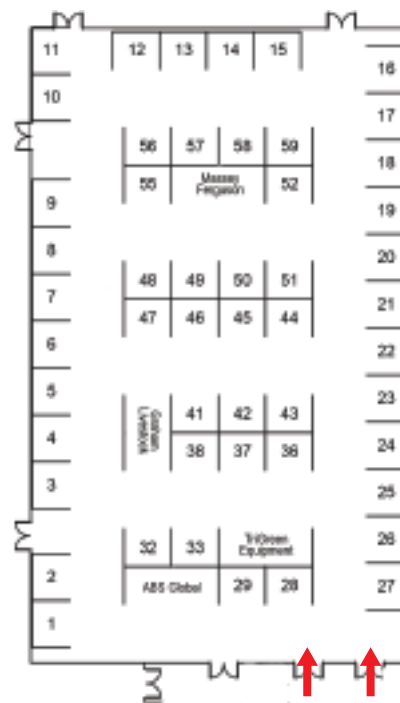 11 12 13 14 15
16
10
17
56 57 58 59
18
55 Massey Ferguson 52
9
19
8
20
48 49 50 51
7
21
47 46 45 44
6
22
5
23
41 42 43
4 Graham Livestock
24
38 37 36
3
25
32 33 TriGreen Equipment
26
2
ABS Global 29 28
27
1